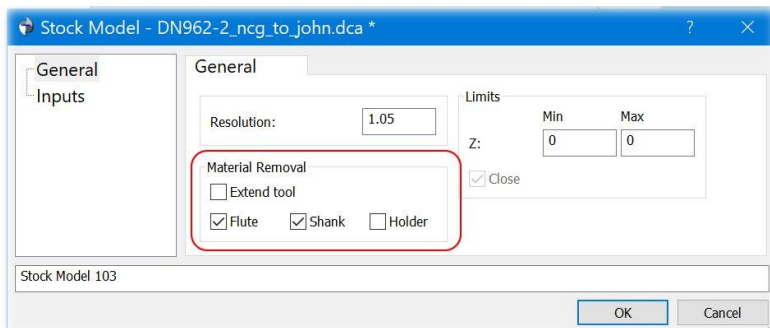 Stock Model - DN962-2_ncg_to_john.dca * ?
General
Inputs
General
Resolution: 1.05
Material Removal
Extend tool
Flute Shank Holder
Limits
Min Max
Z: 0 0
Close
Stock Model 103
OK Cancel